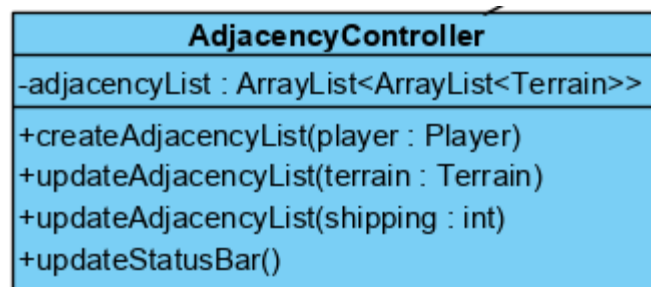 AdjacencyController
-adjacencyList : ArrayList<ArrayList<Terrain>>
+createAdjacencyList(player : Player)
+updateAdjacencyList(terrain : Terrain)
+updateAdjacencyList(shipping : int)
+updateStatusBar()